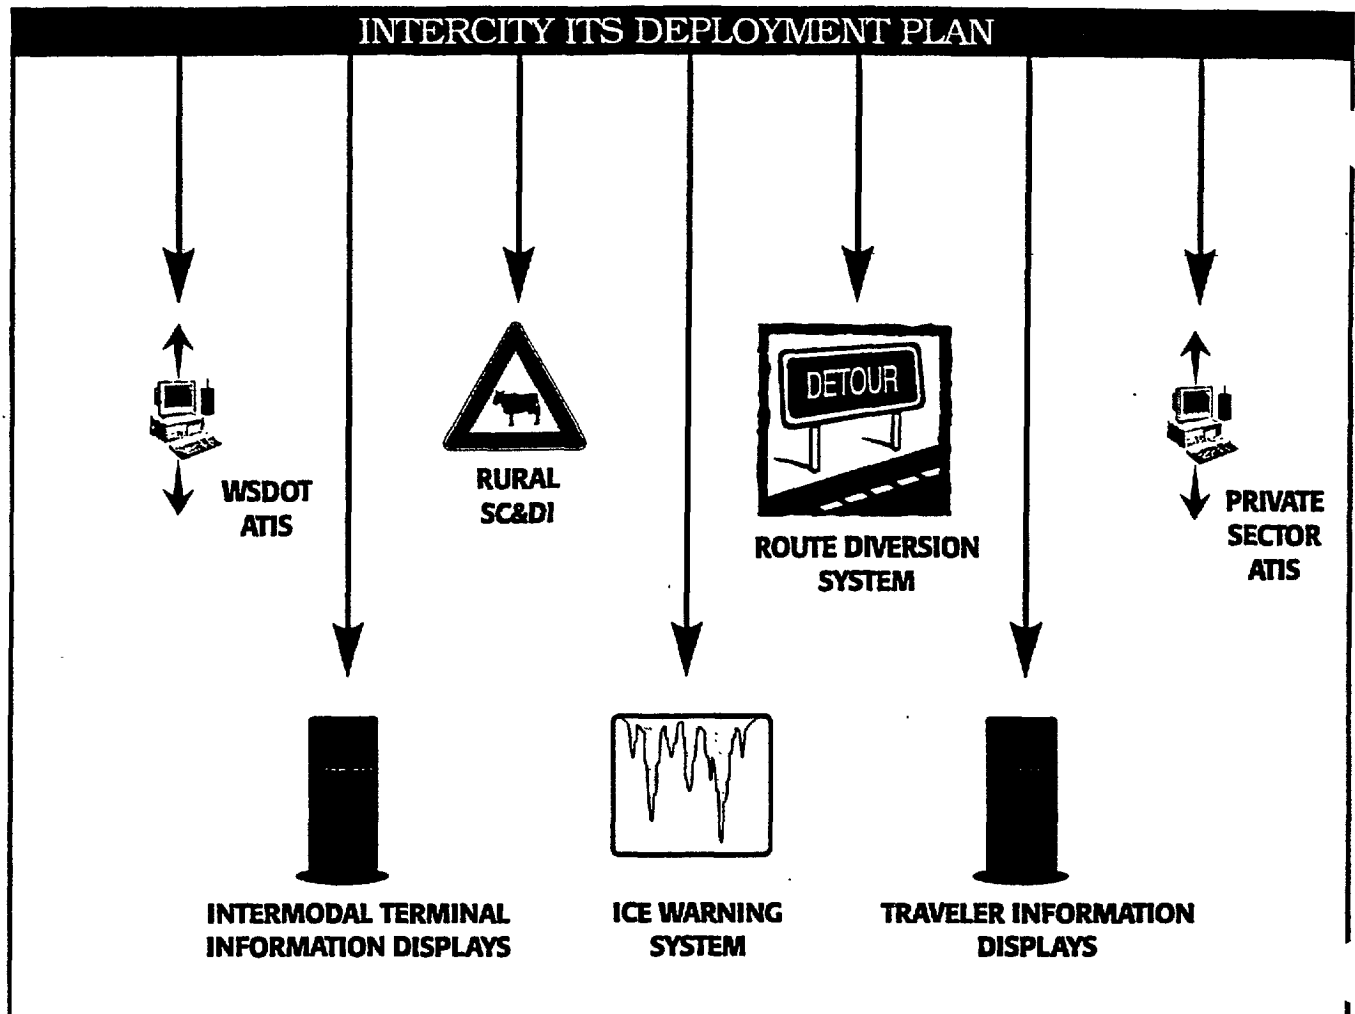 INTERCITY ITS DEPLOYMENT PLAN
DETOUR
WSDOT
ATIS
RURAL
SC&DI
ROUTE DIVERSION
SYSTEM
PRIVATE
SECTOR
ATIS
INTERMODAL TERMINAL
INFORMATION DISPLAYS
ICE WARNING
SYSTEM
TRAVELER INFORMATION
DISPLAYS